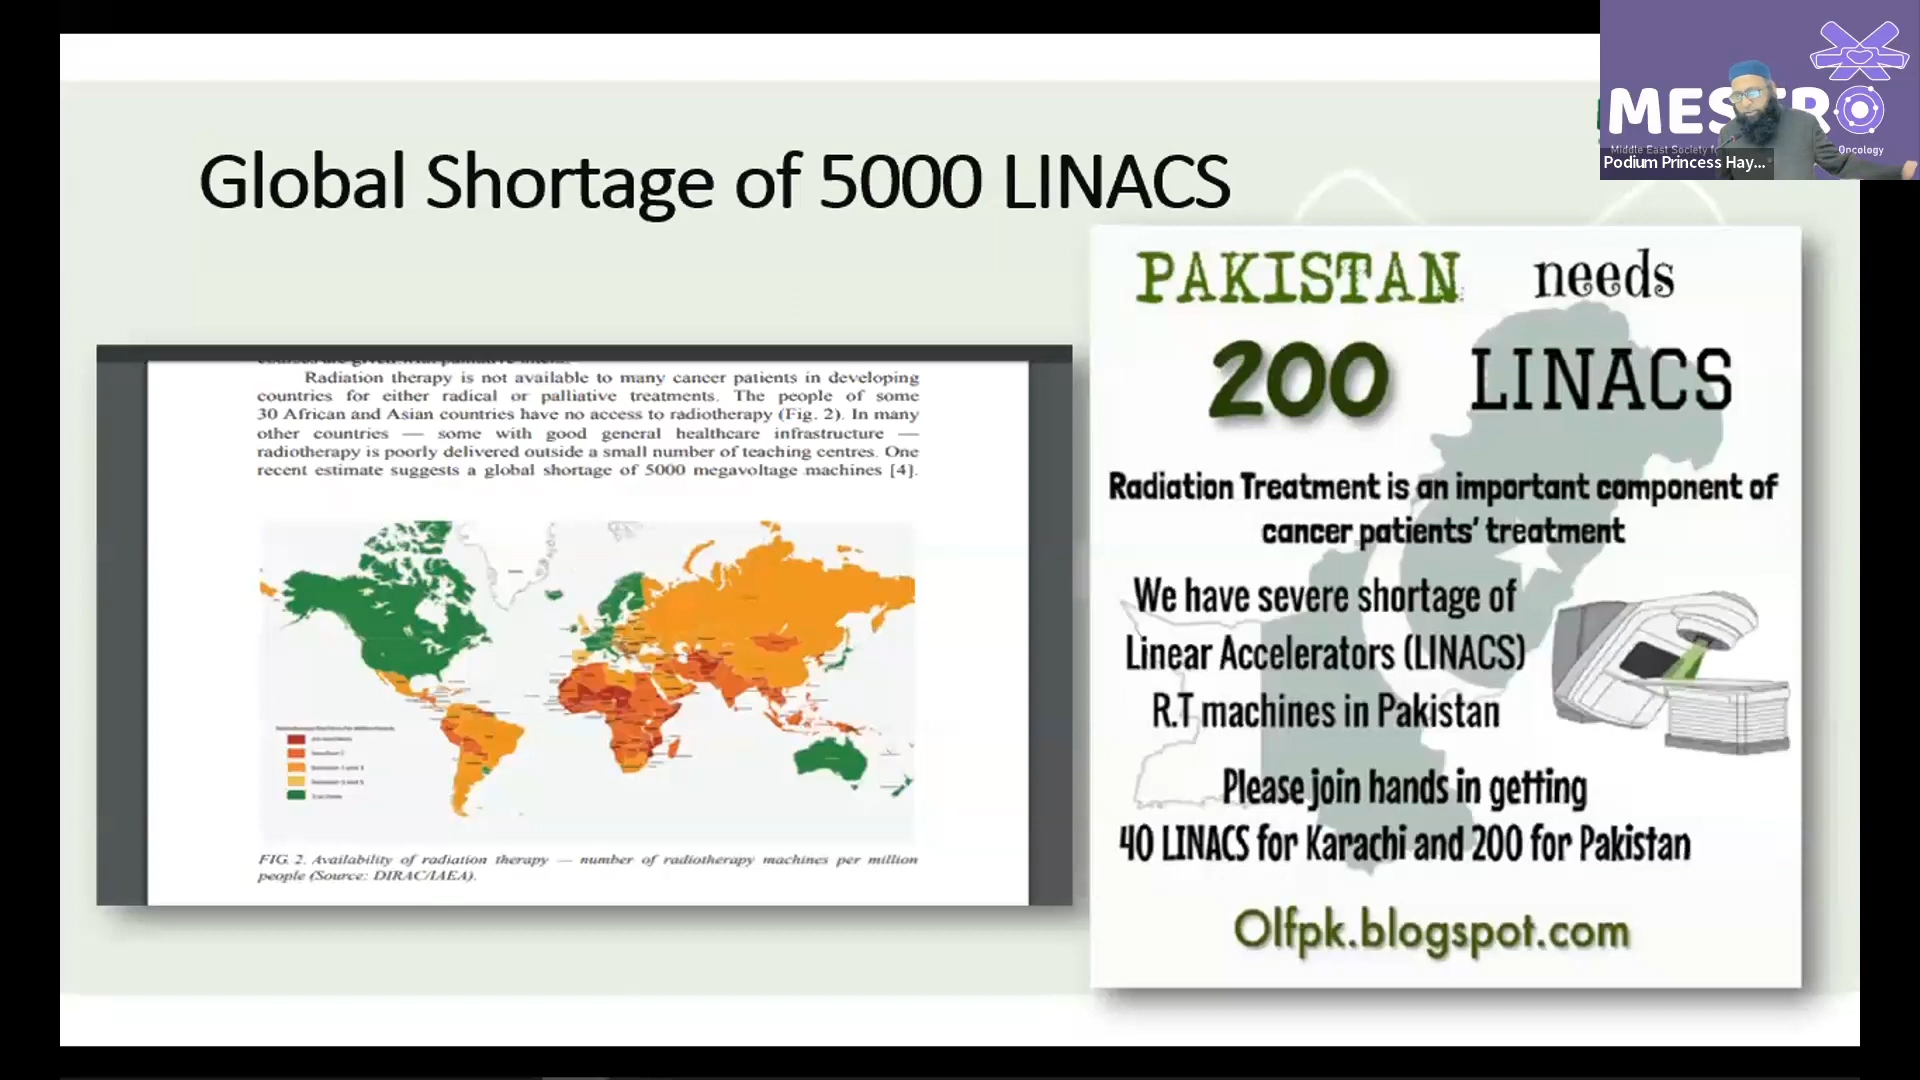 Global Shortage of 5000 LINACS
Radiation therapy is not available to many cancer patients in developing
countries for either radical or palliative treatments. The people of some
30 African and Asian countries have no access to radiotherapy (Fig. 2). In many
other countries — some with good general healthcare infrastructure —
radiotherapy is poorly delivered outside a small number of teaching centres. One
recent estimate suggests a global shortage of 5000 megavoltage machines [4].
FIG. 2. Availability of radiation therapy — number of radiotherapy machines per million
people (Source: DIRAC/IAEA).
PAKISTAN needs
200 LINACS
Radiation Treatment is an important component of
cancer patients' treatment
We have severe shortage of
Linear Accelerators (LINACS)
R.T machines in Pakistan
Please join hands in getting
40 LINACS for Karachi and 200 for Pakistan
Olfpk.blogspot.com
Middle East Society
Oncology
Podium Princess Hay...